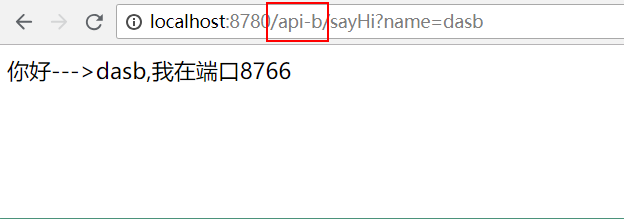 localhost:8780/api-b/sayHi?name=dasb
你好--->dasb,我在端口8766